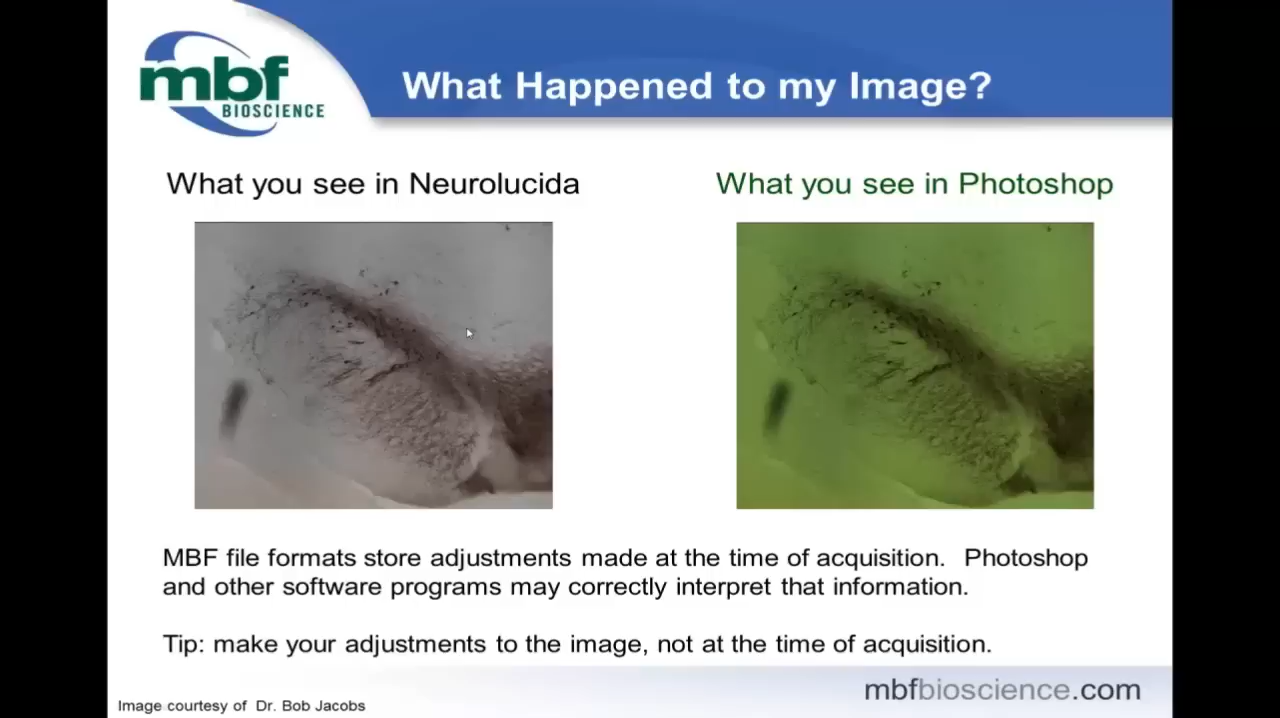 mbf
BIOSCIENCE
What Happened to my Image?
What you see in Neurolucida
What you see in Photoshop
MBF file formats store adjustments made at the time of acquisition. Photoshop
and other software programs may correctly interpret that information.
Tip: make your adjustments to the image, not at the time of acquisition.
mbfbioscience.com
Image courtesy of Dr. Bob Jacobs